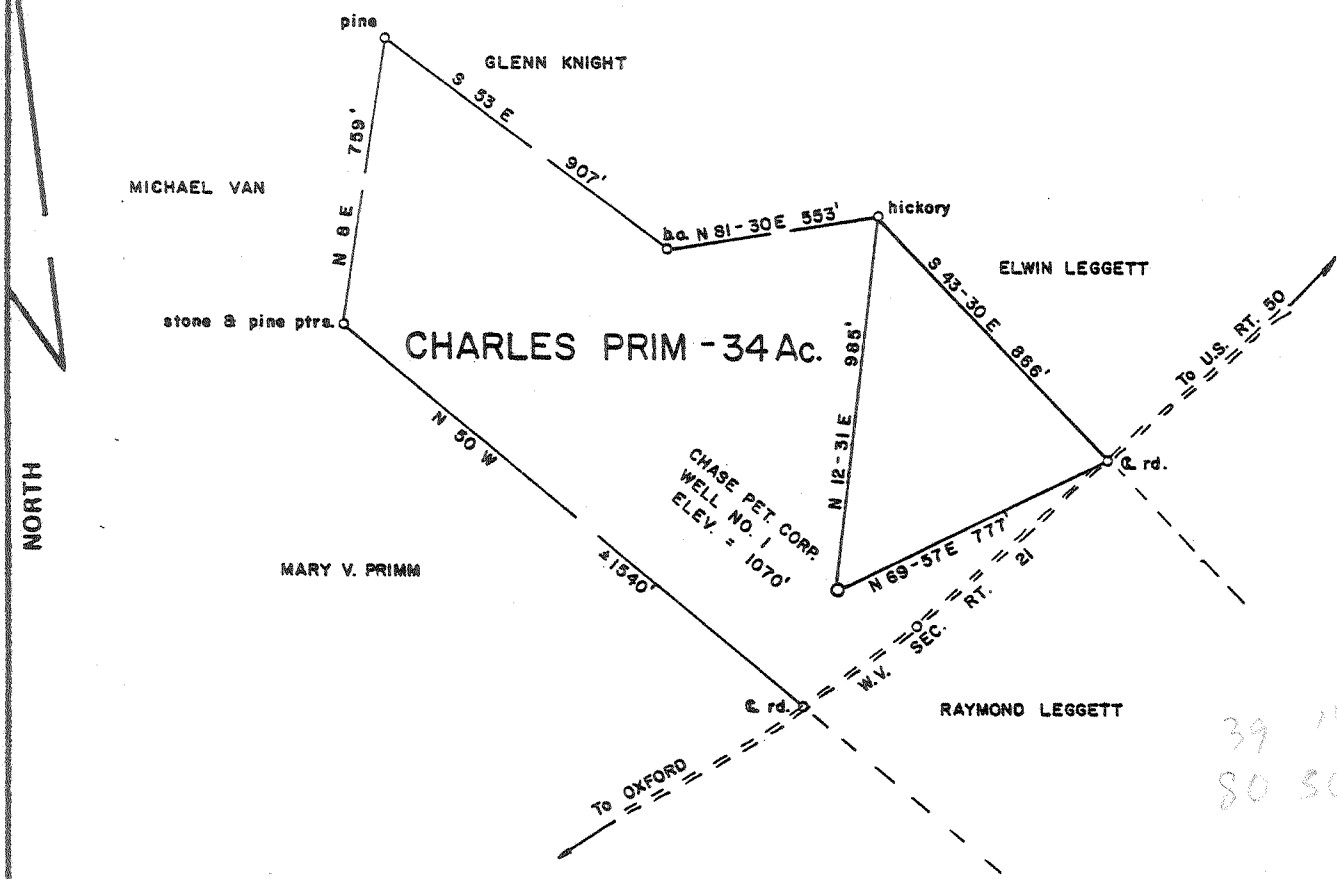 pine
GLENN KNIGHT
S 53 E
907'
N 8 E 759'
MICHAEL VAN
b.o.
N 81-30 E 553'
hickory
ELWIN LEGGETT
S 43-30 E 866'
To U.S. RT. 50
stone & pine ptrs.
CHARLES PRIM - 34 Ac.
N 12-31 E 985'
N 50 W
±1540'
CHASE PET. CORP.
WELL NO. 1
ELEV. = 1070'
℄ rd.
N 69-57 E 777'
NORTH
MARY V. PRIMM
W.V. SEC. RT. 21
℄ rd.
RAYMOND LEGGETT
To OXFORD
39
80